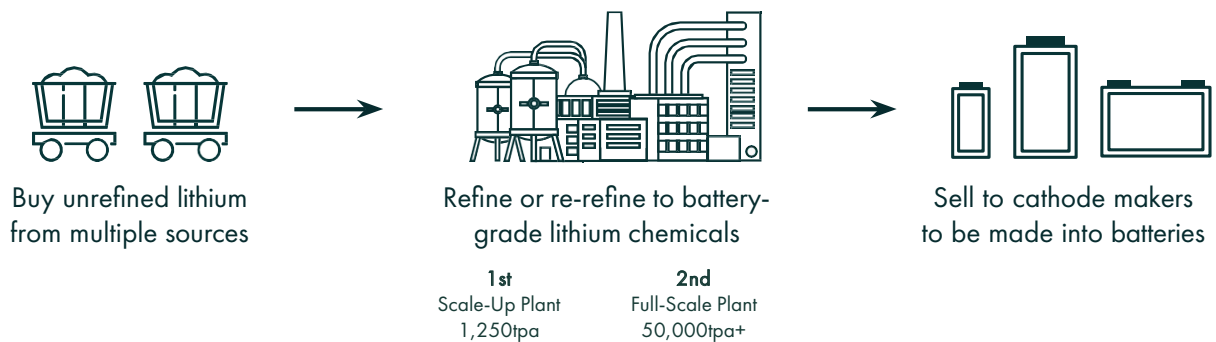 Buy unrefined lithium
from multiple sources
Refine or re-refine to battery-
grade lithium chemicals
1st
Scale-Up Plant
1,250tpa
2nd
Full-Scale Plant
50,000tpa+
Sell to cathode makers
to be made into batteries